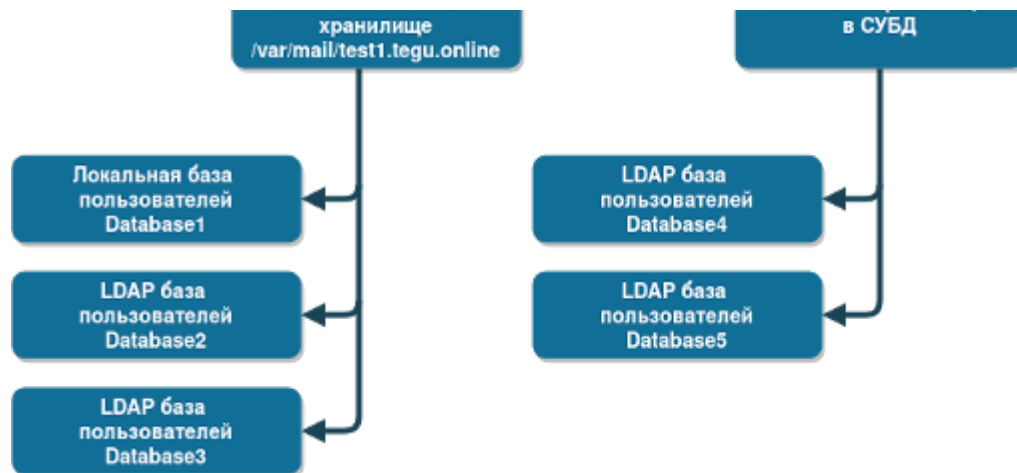 хранилище
/var/mail/test1.tegu.online
в СУБД
Локальная база
пользователей
Database1
LDAP база
пользователей
Database4
LDAP база
пользователей
Database2
LDAP база
пользователей
Database5
LDAP база
пользователей
Database3